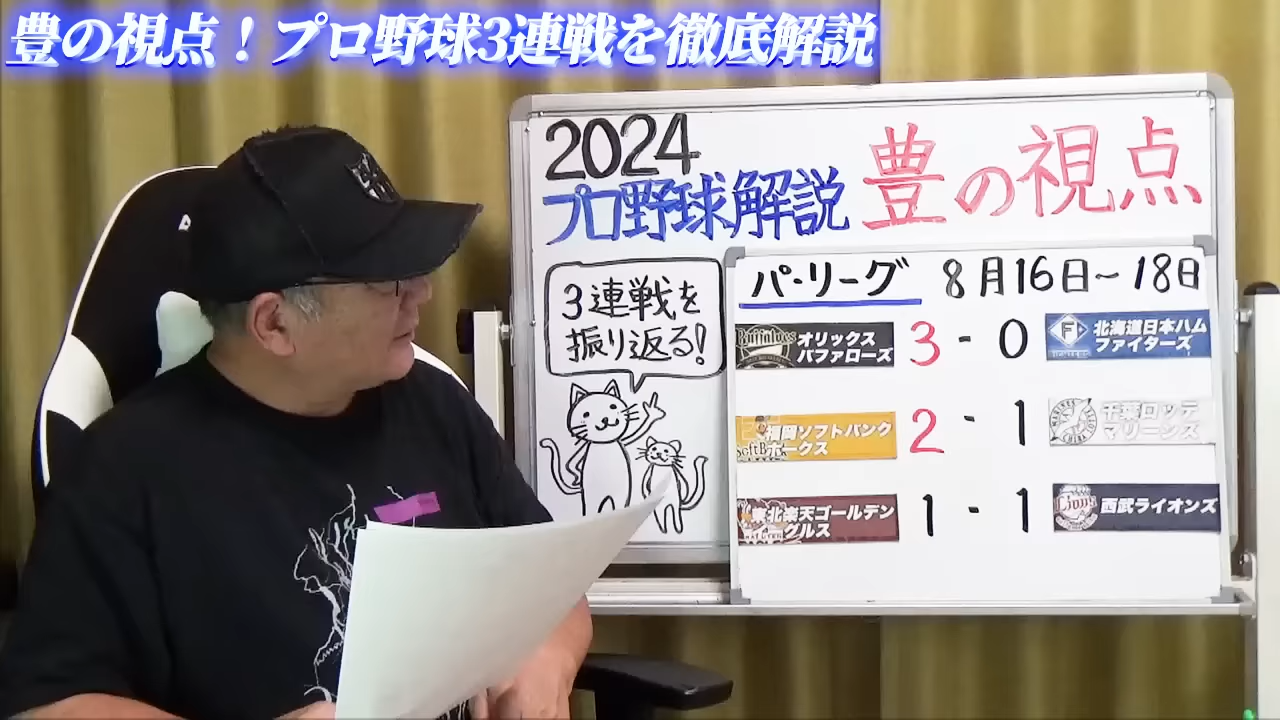 豊の視点!プロ野球3連戦を徹底解説
2024
プロ野球解説 豊の視点
3連戦を
振り返る!
パ・リーグ 8月16日~18日
Buffaloes
オリックス
バファローズ
3 - 0
F
FIGHTERS
北海道日本ハム
ファイターズ
福岡ソフトバンク
SoftB
ホークス
2 - 1
千葉ロッテ
マリーンズ
東北楽天ゴールデン
イーグルス
1 - 1
Lions
西武ライオンズ